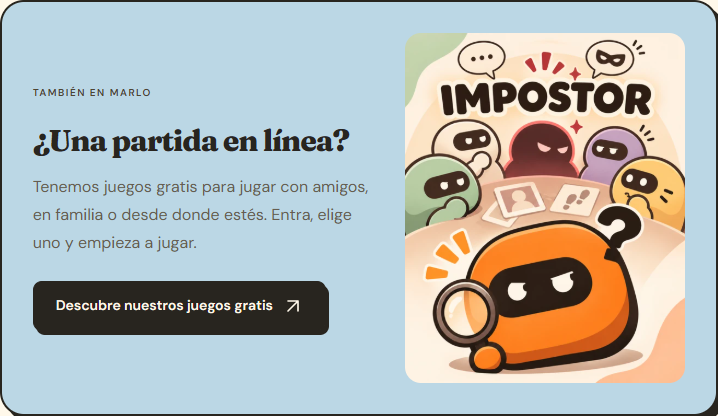 TAMBIÉN EN MARLO
¿Una partida en línea?
Tenemos juegos gratis para jugar con amigos,
en familia o desde donde estés. Entra, elige
uno y empieza a jugar.
Descubre nuestros juegos gratis
IMPOSTOR
?